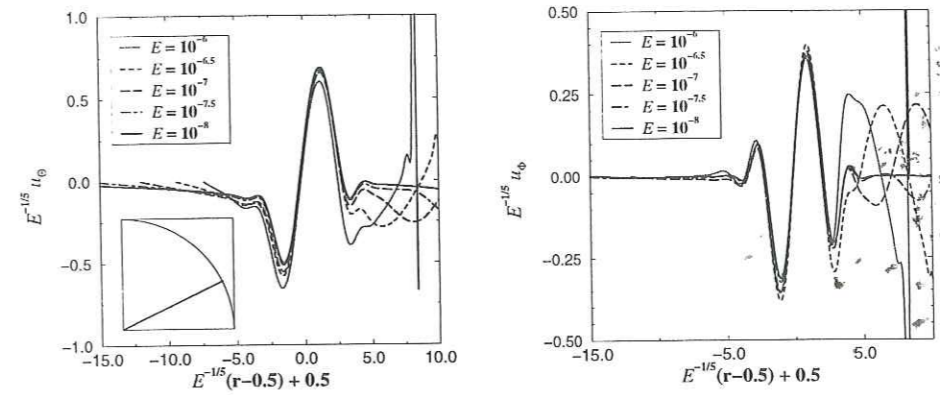 1.0
0.5
0.0
−0.5
−1.0
E⁻¹/⁵ u_Θ
E = 10⁻⁶
E = 10⁻⁶·⁵
E = 10⁻⁷
E = 10⁻⁷·⁵
E = 10⁻⁸
−15.0 −10.0 −5.0 0.0 5.0 10.0
E⁻¹/⁵(r−0.5) + 0.5
0.50
0.25
0.00
−0.25
−0.50
E⁻¹/⁵ u_Φ
E = 10⁻⁶
E = 10⁻⁶·⁵
E = 10⁻⁷
E = 10⁻⁷·⁵
E = 10⁻⁸
−15.0 −5.0 5.0
E⁻¹/⁵(r−0.5) + 0.5